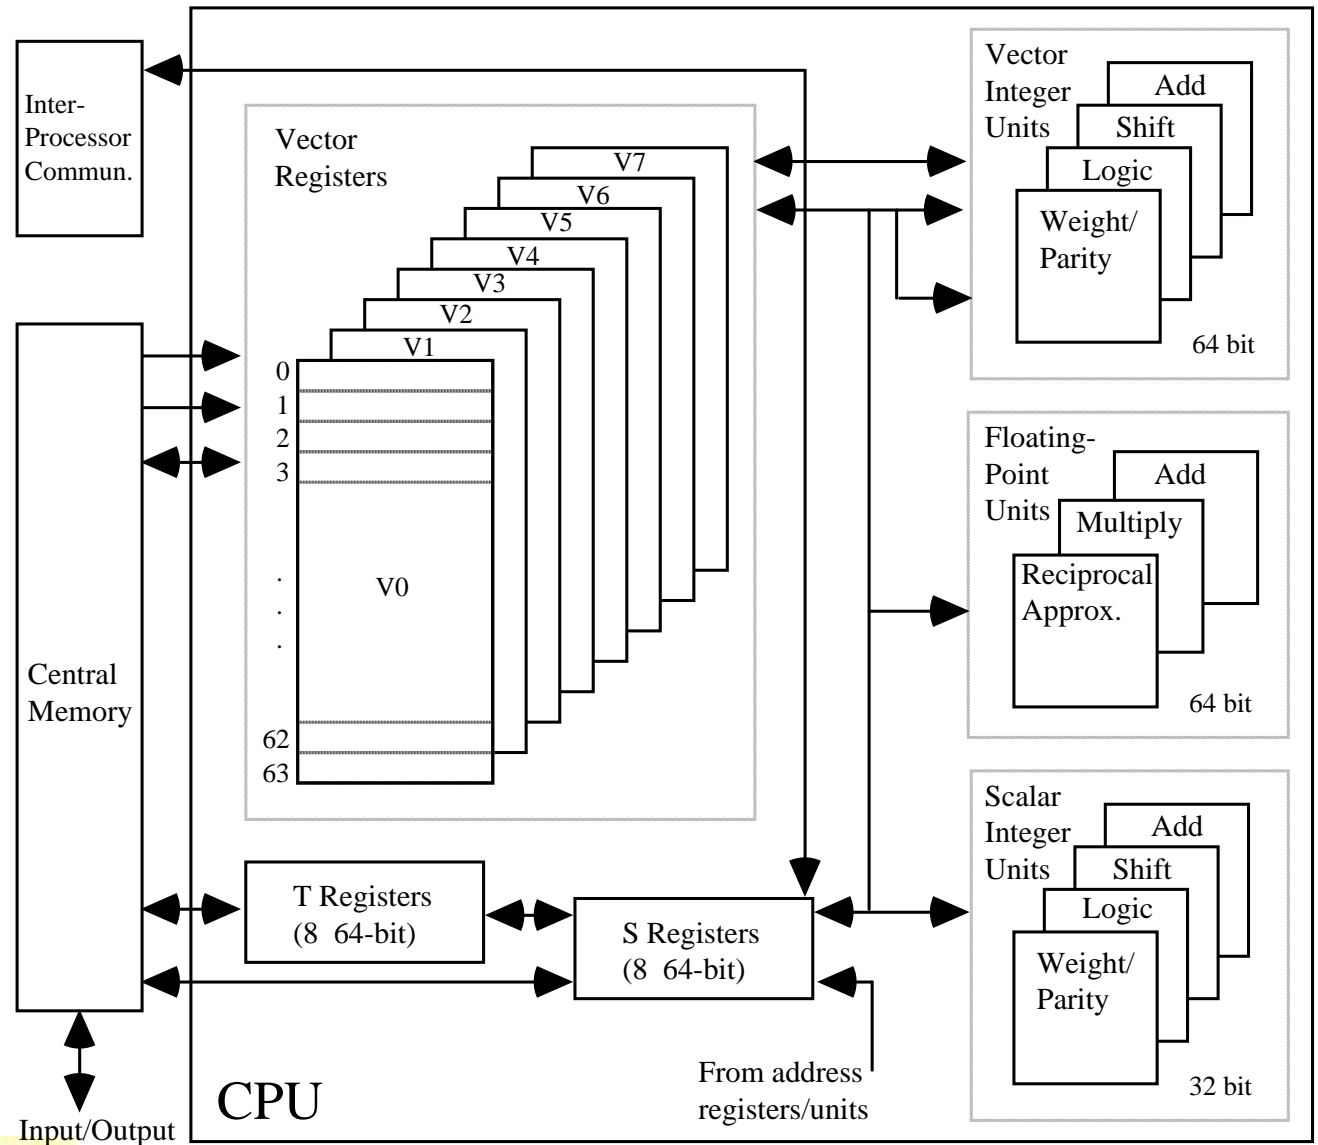 Inter-
Processor
Commun.
Vector
Registers
V7
V6
V5
V4
V3
V2
V1
0
1
2
3
.
.
.
V0
62
63
Vector
Integer
Units
Add
Shift
Logic
Weight/
Parity
64 bit
Floating-
Point
Units
Add
Multiply
Reciprocal
Approx.
64 bit
Central
Memory
T Registers
(8 64-bit)
S Registers
(8 64-bit)
Scalar
Integer
Units
Add
Shift
Logic
Weight/
Parity
32 bit
From address
registers/units
CPU
Input/Output